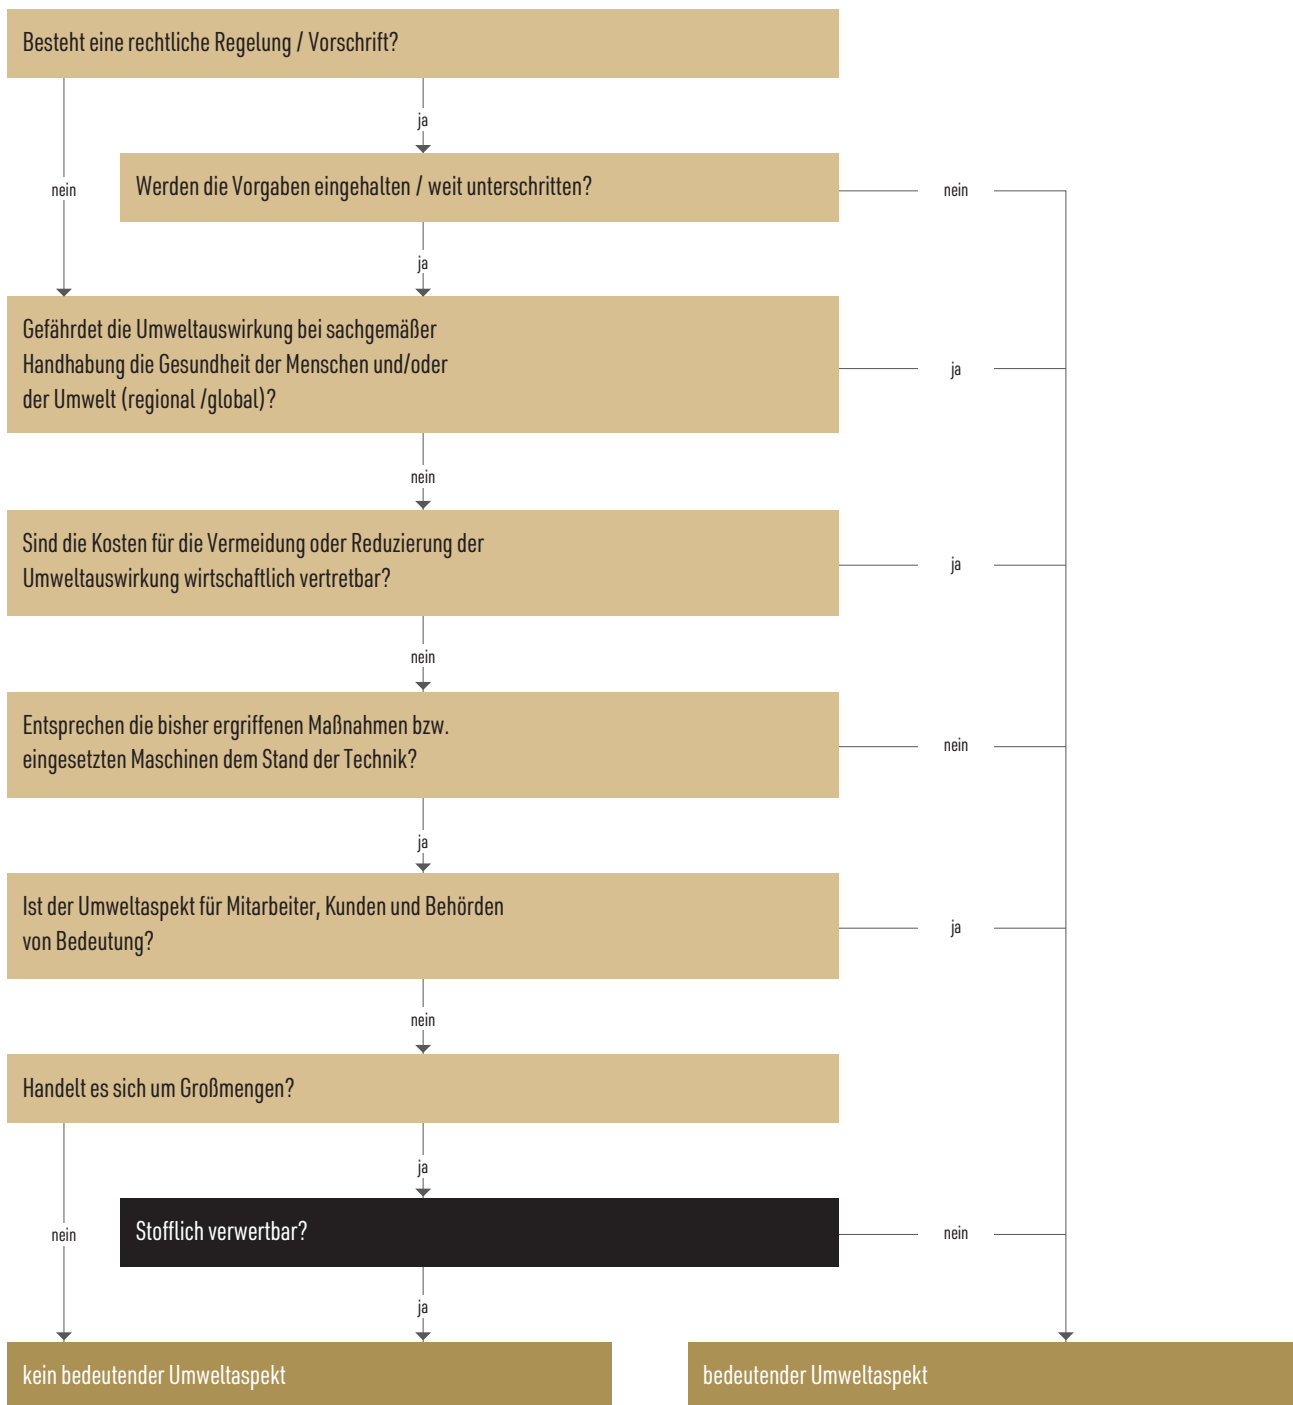 Besteht eine rechtliche Regelung / Vorschrift?
ja
nein
Werden die Vorgaben eingehalten / weit unterschritten?
nein
ja
Gefährdet die Umweltauswirkung bei sachgemäßer
Handhabung die Gesundheit der Menschen und/oder
der Umwelt (regional /global)?
ja
nein
Sind die Kosten für die Vermeidung oder Reduzierung der
Umweltauswirkung wirtschaftlich vertretbar?
ja
nein
Entsprechen die bisher ergriffenen Maßnahmen bzw.
eingesetzten Maschinen dem Stand der Technik?
nein
ja
Ist der Umweltaspekt für Mitarbeiter, Kunden und Behörden
von Bedeutung?
ja
nein
Handelt es sich um Großmengen?
ja
nein
Stofflich verwertbar?
nein
ja
kein bedeutender Umweltaspekt
bedeutender Umweltaspekt